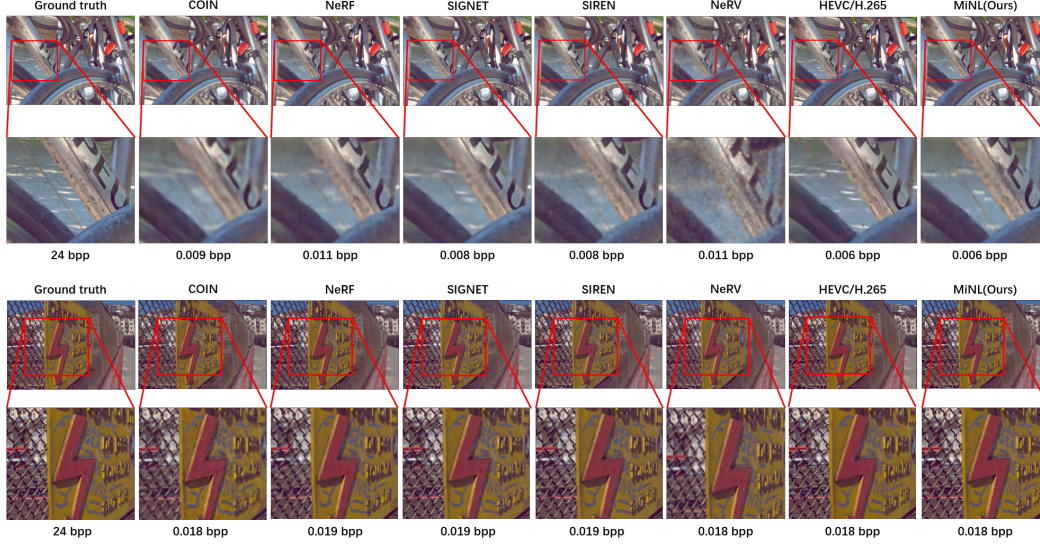 Ground truth COIN NeRF SIGNET SIREN NeRV HEVC/H.265 MiNL(Ours)
24 bpp 0.009 bpp 0.011 bpp 0.008 bpp 0.008 bpp 0.011 bpp 0.006 bpp 0.006 bpp
Ground truth COIN NeRF SIGNET SIREN NeRV HEVC/H.265 MiNL(Ours)
24 bpp 0.018 bpp 0.019 bpp 0.019 bpp 0.019 bpp 0.018 bpp 0.018 bpp 0.018 bpp